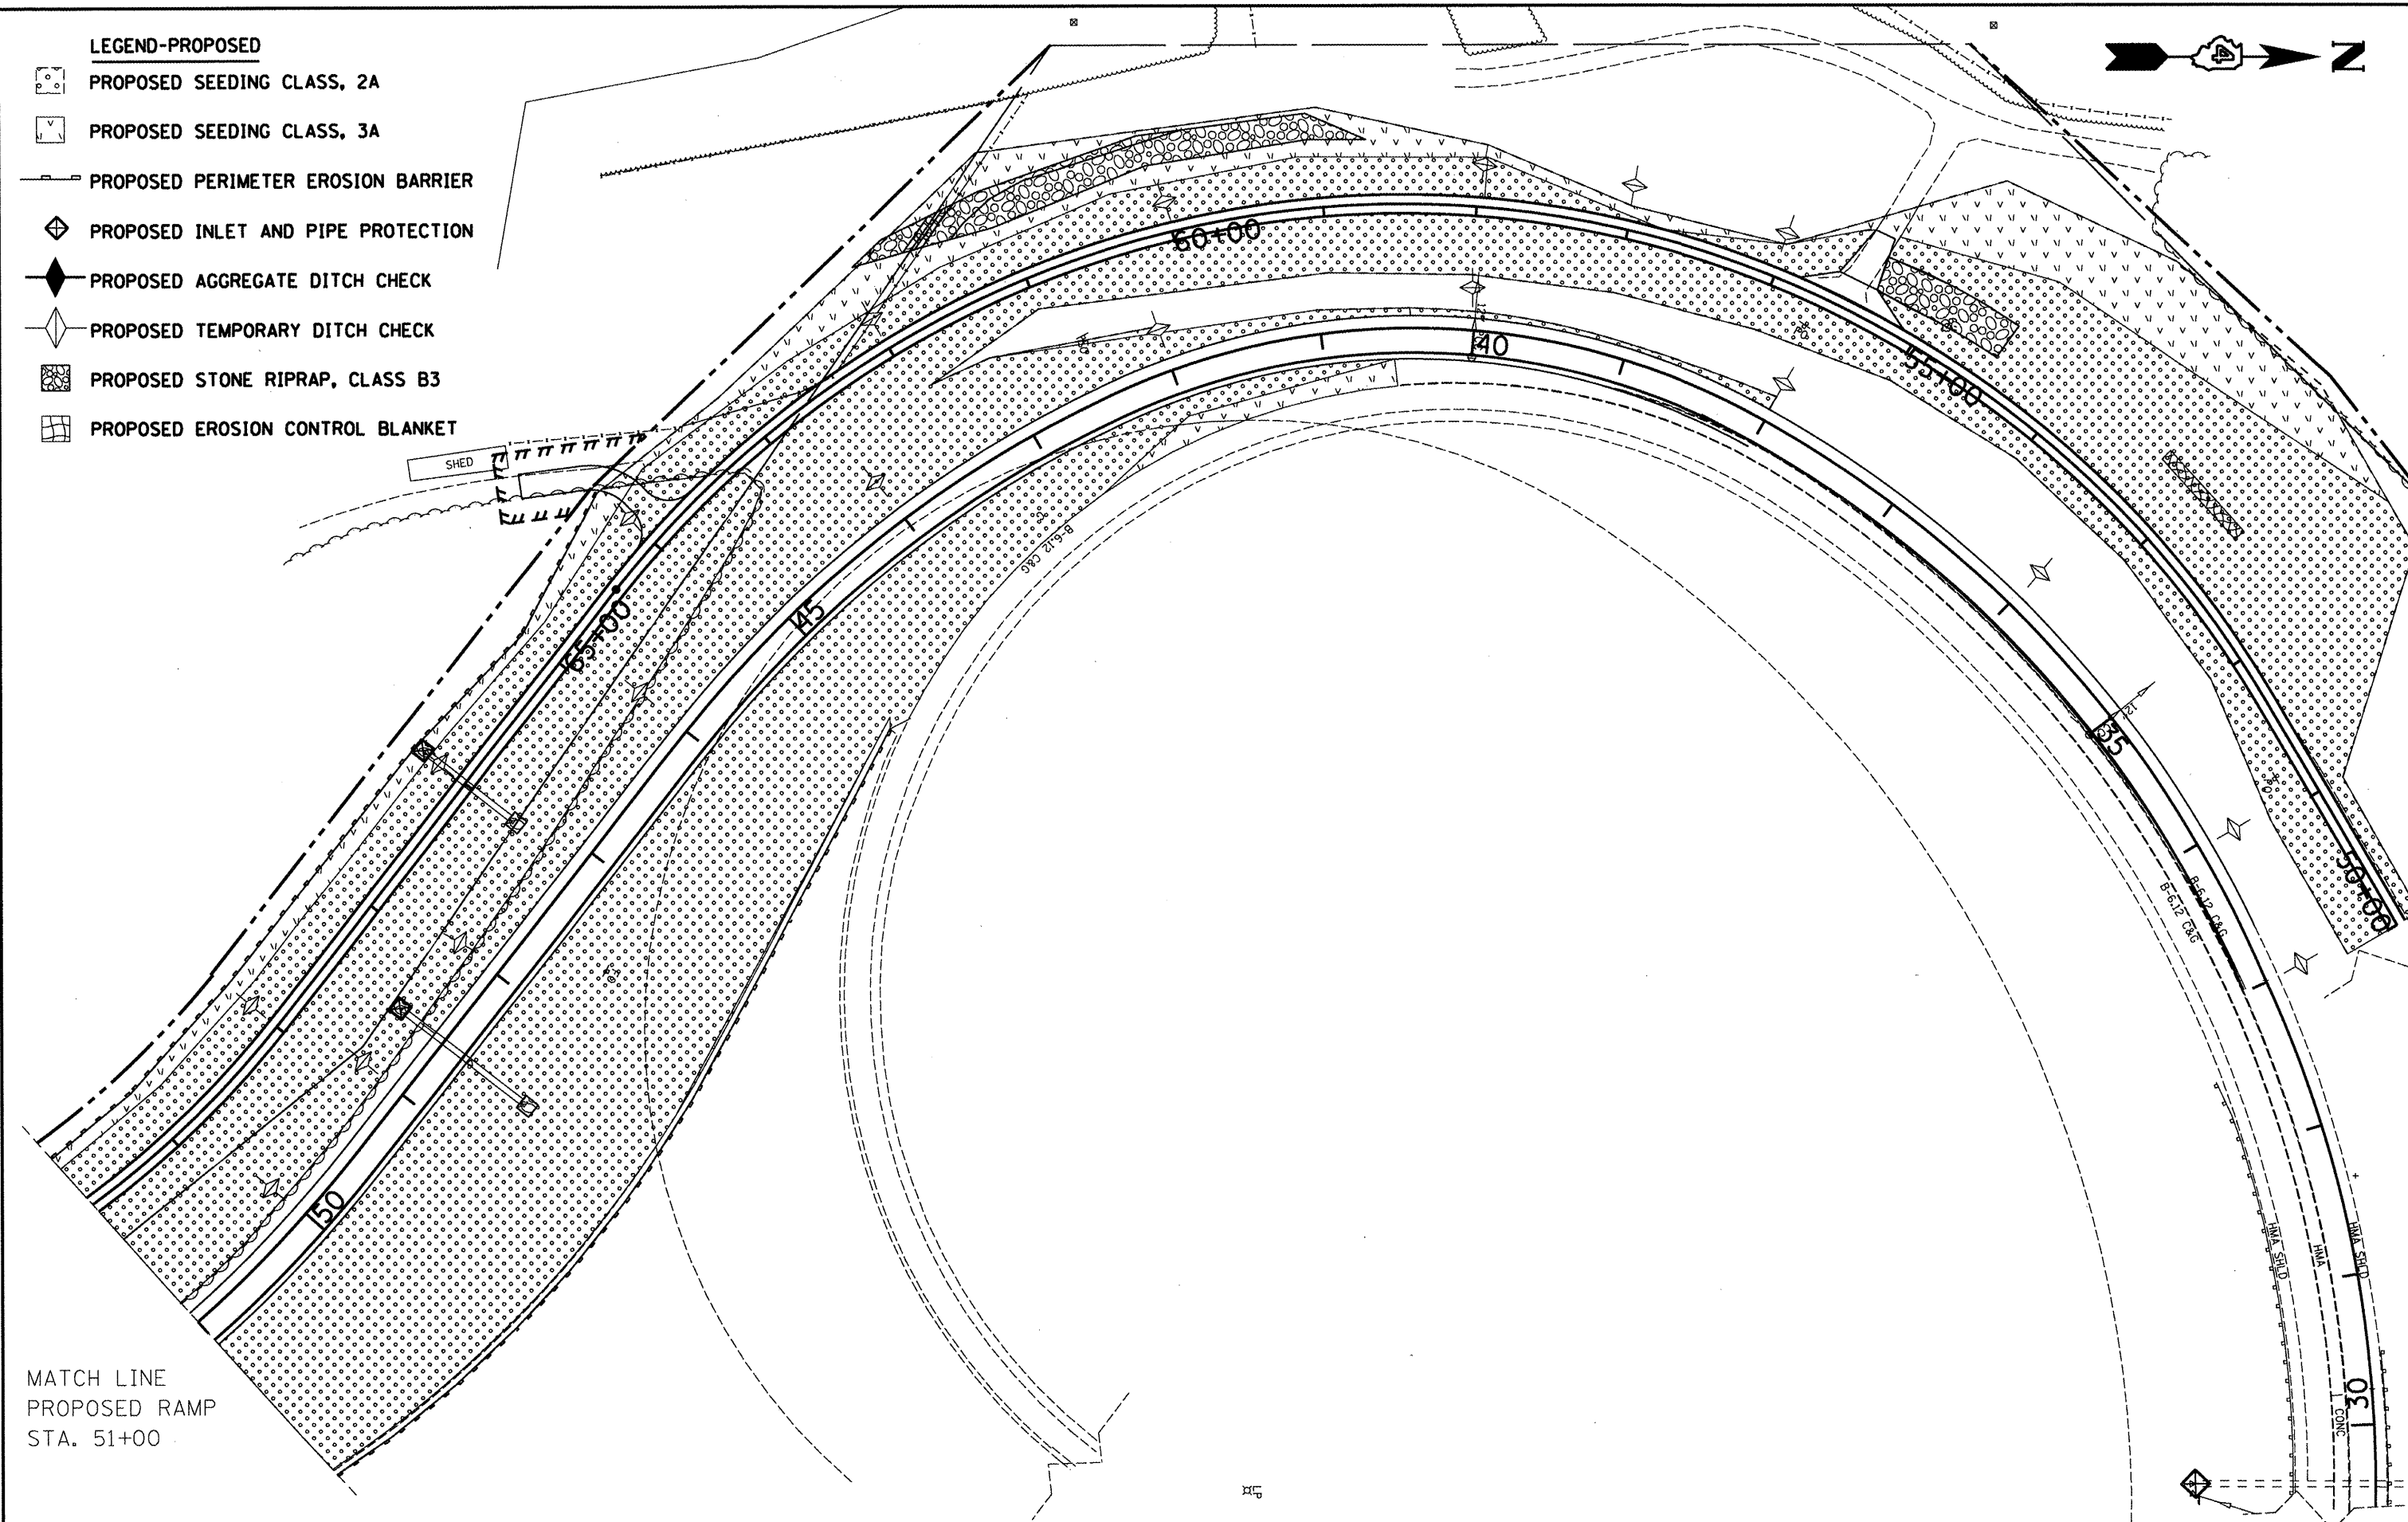 LEGEND-PROPOSED
PROPOSED SEEDING CLASS, 2A
PROPOSED SEEDING CLASS, 3A
PROPOSED PERIMETER EROSION BARRIER
PROPOSED INLET AND PIPE PROTECTION
PROPOSED AGGREGATE DITCH CHECK
PROPOSED TEMPORARY DITCH CHECK
PROPOSED STONE RIPRAP, CLASS B3
PROPOSED EROSION CONTROL BLANKET
N
60+00
40
55+00
SHED
B-6.12 C&G
45
65+00
35
12"
50+00
B-6.12 C&G
B-6.12 C&G
50
HMA SHLD
HMA
HMA SHLD
30
CONC
MATCH LINE
PROPOSED RAMP
STA. 51+00